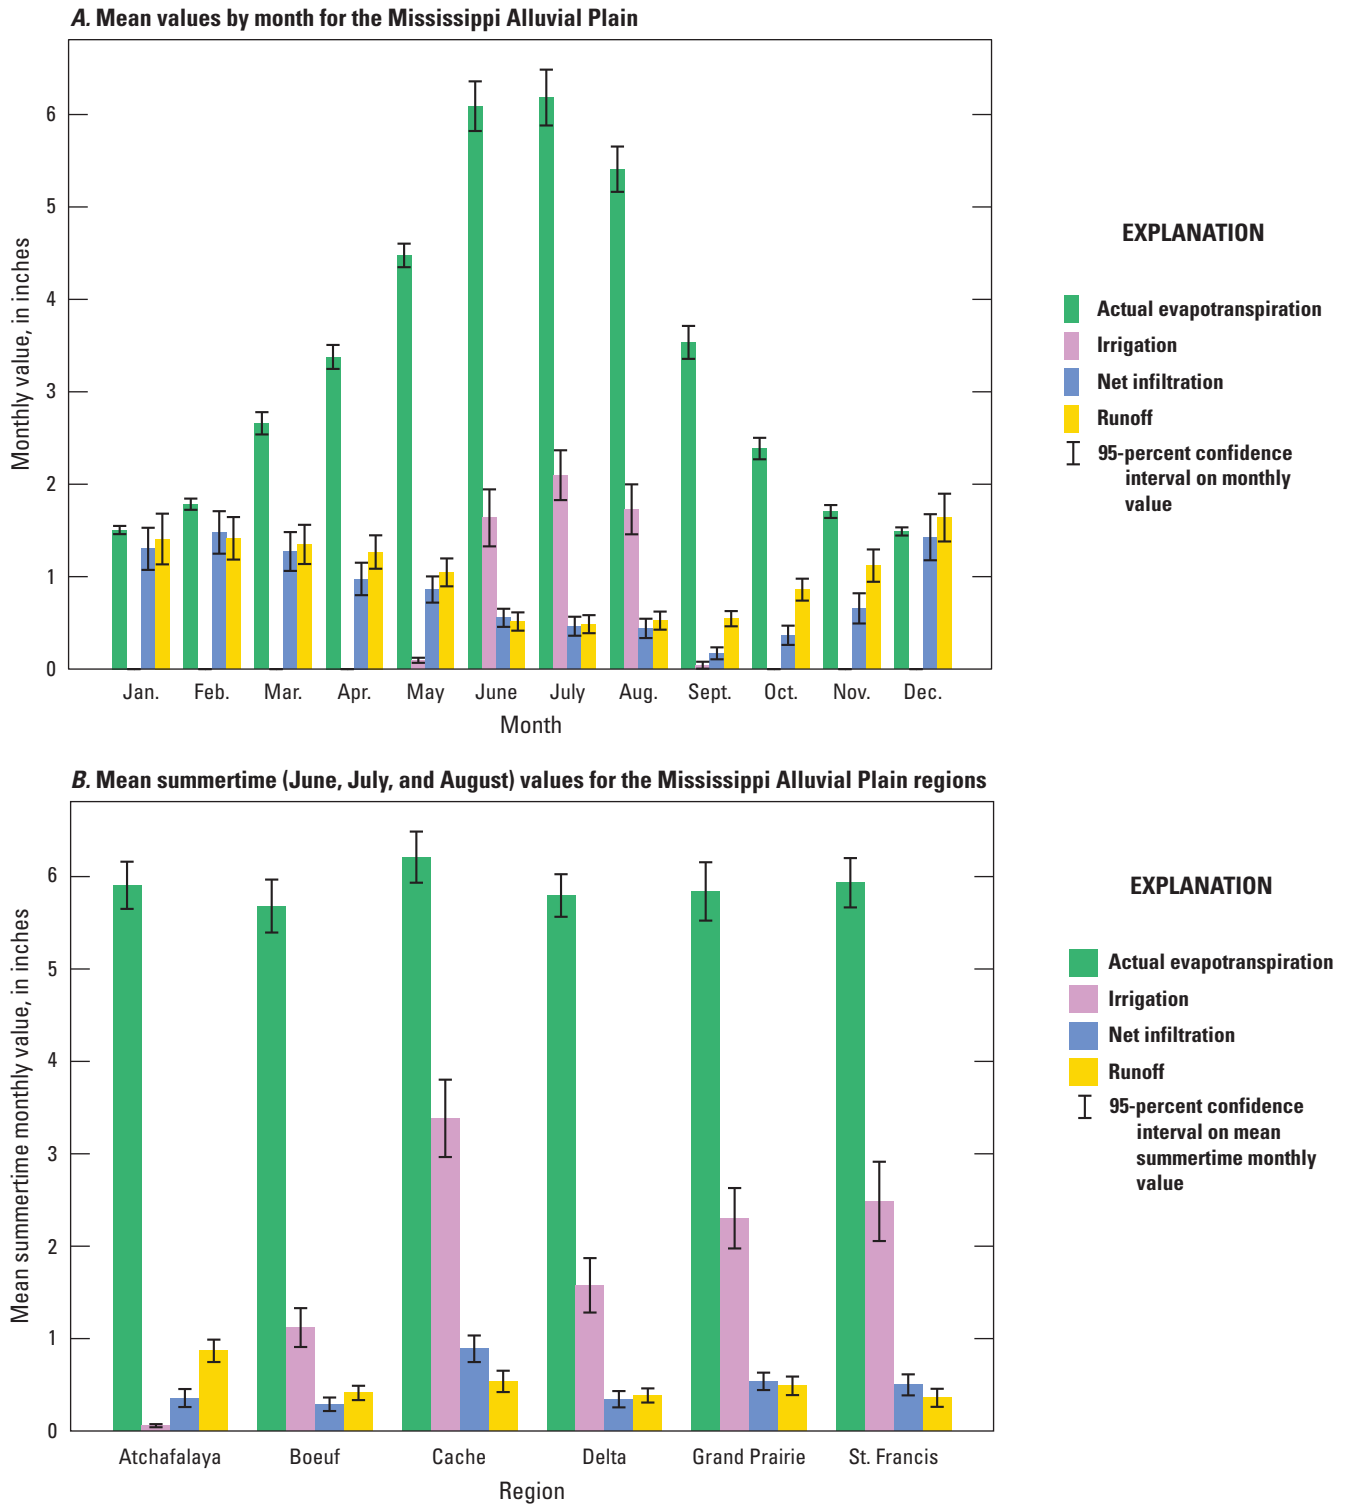 A. Mean values by month for the Mississippi Alluvial Plain
Monthly value, in inches
6
5
4
3
2
1
0
Jan. Feb. Mar. Apr. May June July Aug. Sept. Oct. Nov. Dec.
Month
EXPLANATION
Actual evapotranspiration
Irrigation
Net infiltration
Runoff
95-percent confidence
interval on monthly
value
B. Mean summertime (June, July, and August) values for the Mississippi Alluvial Plain regions
Mean summertime monthly value, in inches
6
5
4
3
2
1
0
Atchafalaya Boeuf Cache Delta Grand Prairie St. Francis
Region
EXPLANATION
Actual evapotranspiration
Irrigation
Net infiltration
Runoff
95-percent confidence
interval on mean
summertime monthly
value